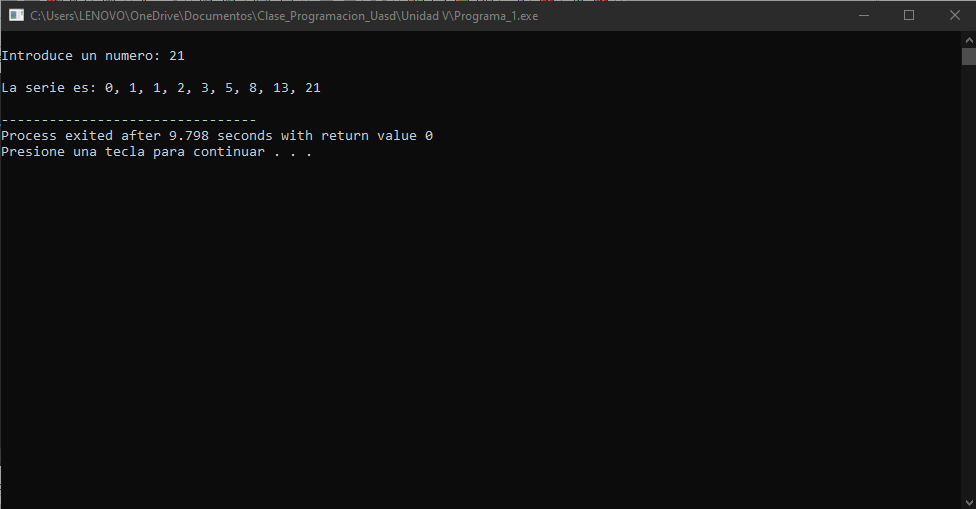 C:\Users\LENOVO\OneDrive\Documentos\Clase_Programacion_Uasd\Unidad V\Programa_1.exe
Introduce un numero: 21
La serie es: 0, 1, 1, 2, 3, 5, 8, 13, 21
--------------------------------
Process exited after 9.798 seconds with return value 0
Presione una tecla para continuar . . .